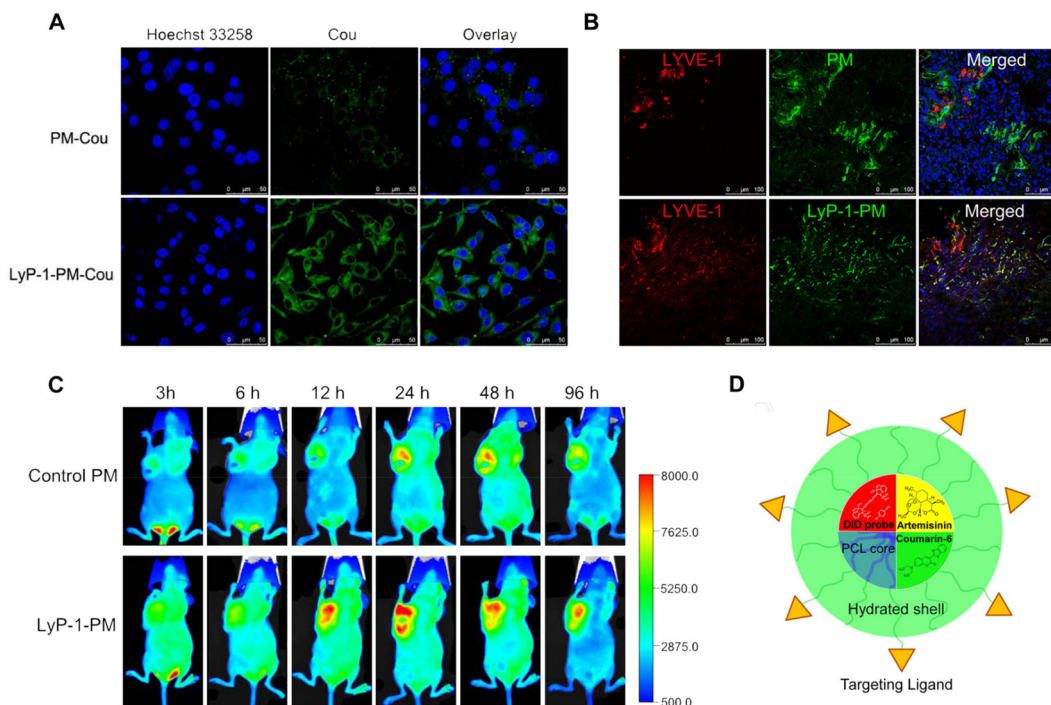 A
Hoechst 33258 Cou Overlay
PM-Cou
0 µm 50
0 µm 50
0 µm 50
LyP-1-PM-Cou
0 µm 50
0 µm 50
0 µm 50
B
LYVE-1 PM Merged
0 µm 100
0 µm 100
0 µm 100
LYVE-1 LyP-1-PM Merged
0 µm 100
0 µm 100
0 µm 100
C
3h 6 h 12 h 24 h 48 h 96 h
Control PM
LyP-1-PM
8000.0
7625.0
5250.0
2875.0
500.0
D
DiD probe
Artemisinin
PCL core
Coumarin-6
Hydrated shell
Targeting Ligand